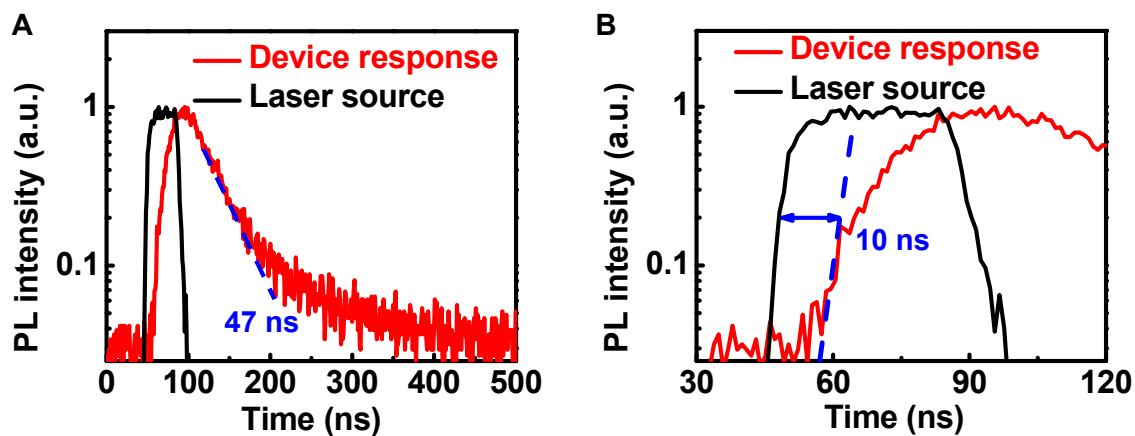 A
Device response
Laser source
PL intensity (a.u.)
1
0.1
47 ns
0 100 200 300 400 500
Time (ns)
B
Device response
Laser source
PL intensity (a.u.)
1
0.1
10 ns
30 60 90 120
Time (ns)